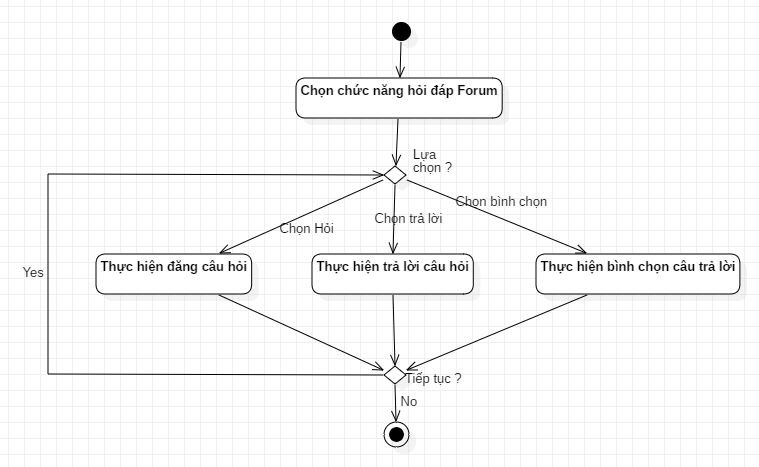 Chọn chức năng hỏi đáp Forum
Lựa
chọn ?
Chọn bình chọn
Chọn trả lời
Chọn Hỏi
Thực hiện đăng câu hỏi
Thực hiện trả lời câu hỏi
Thực hiện bình chọn câu trả lời
Yes
Tiếp tục ?
No